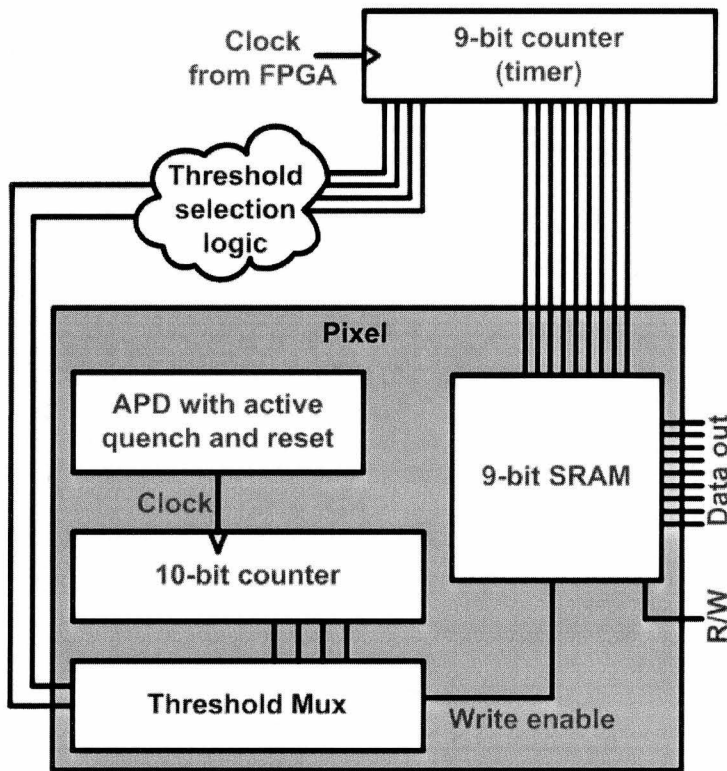 Clock
from FPGA
9-bit counter
(timer)
Threshold
selection
logic
Pixel
APD with active
quench and reset
9-bit SRAM
Data out
Clock
10-bit counter
R/W
Threshold Mux
Write enable